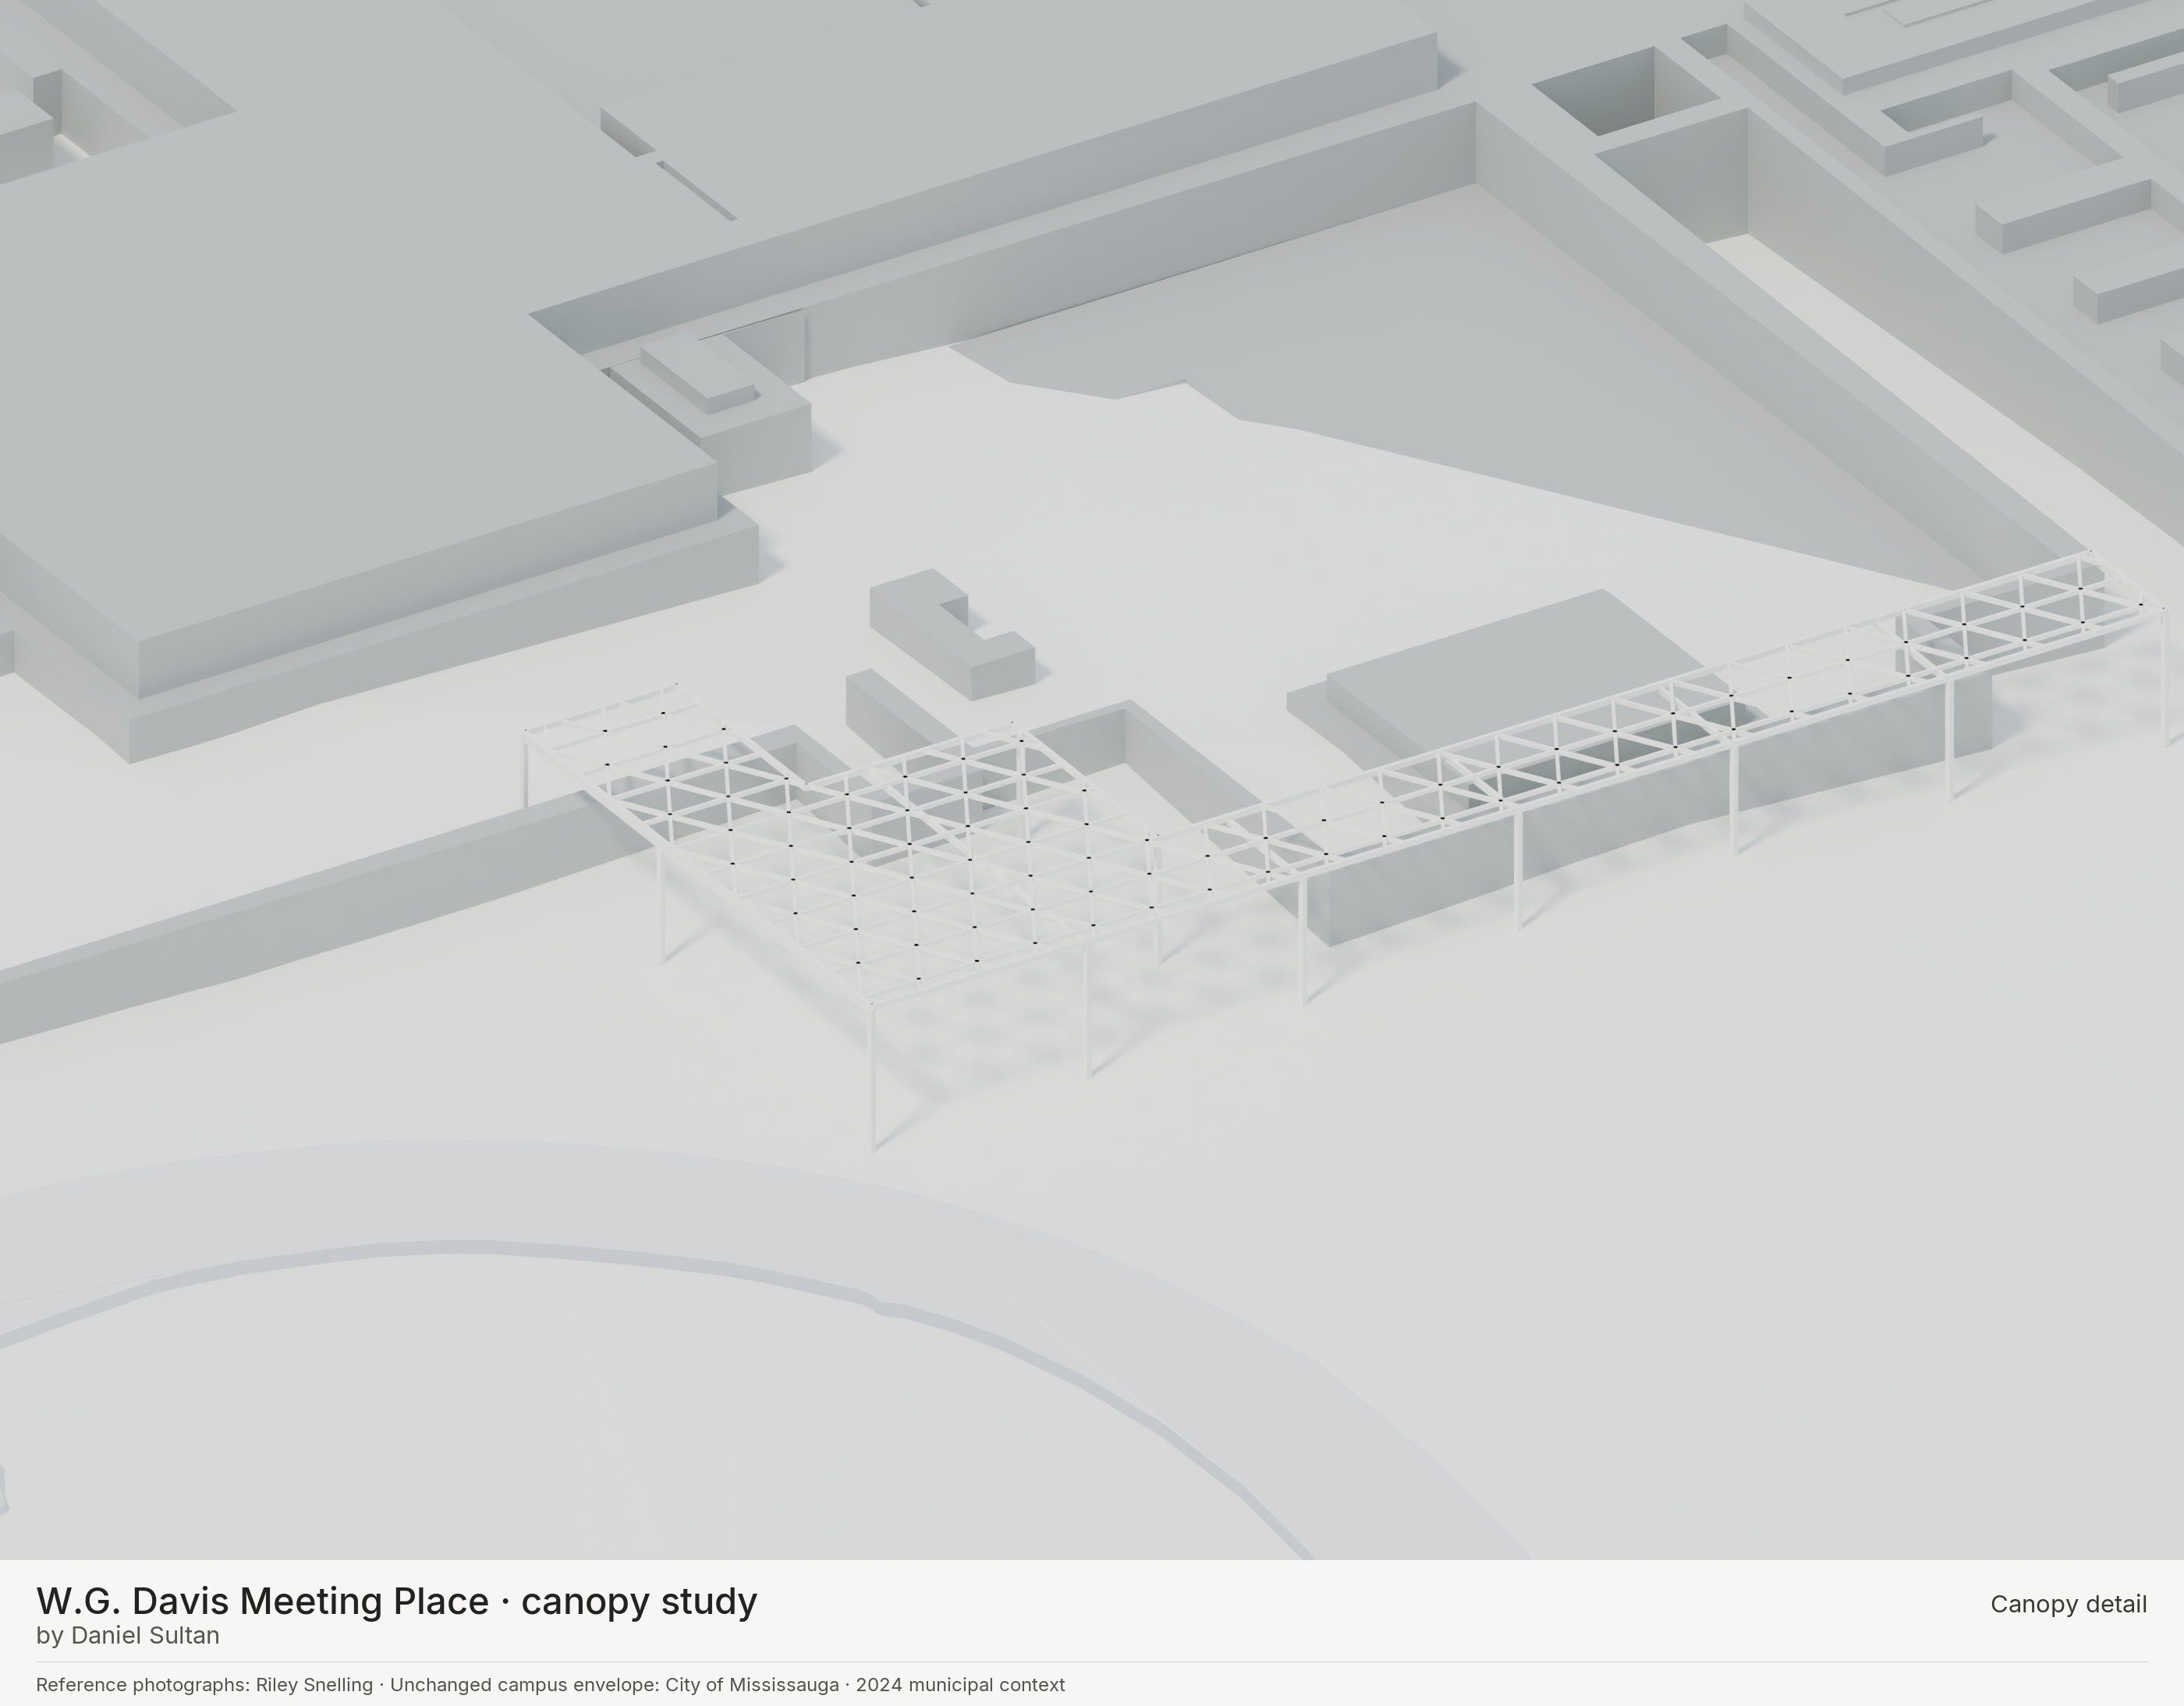 W.G. Davis Meeting Place · canopy study
Canopy detail
by Daniel Sultan
Reference photographs: Riley Snelling · Unchanged campus envelope: City of Mississauga · 2024 municipal context